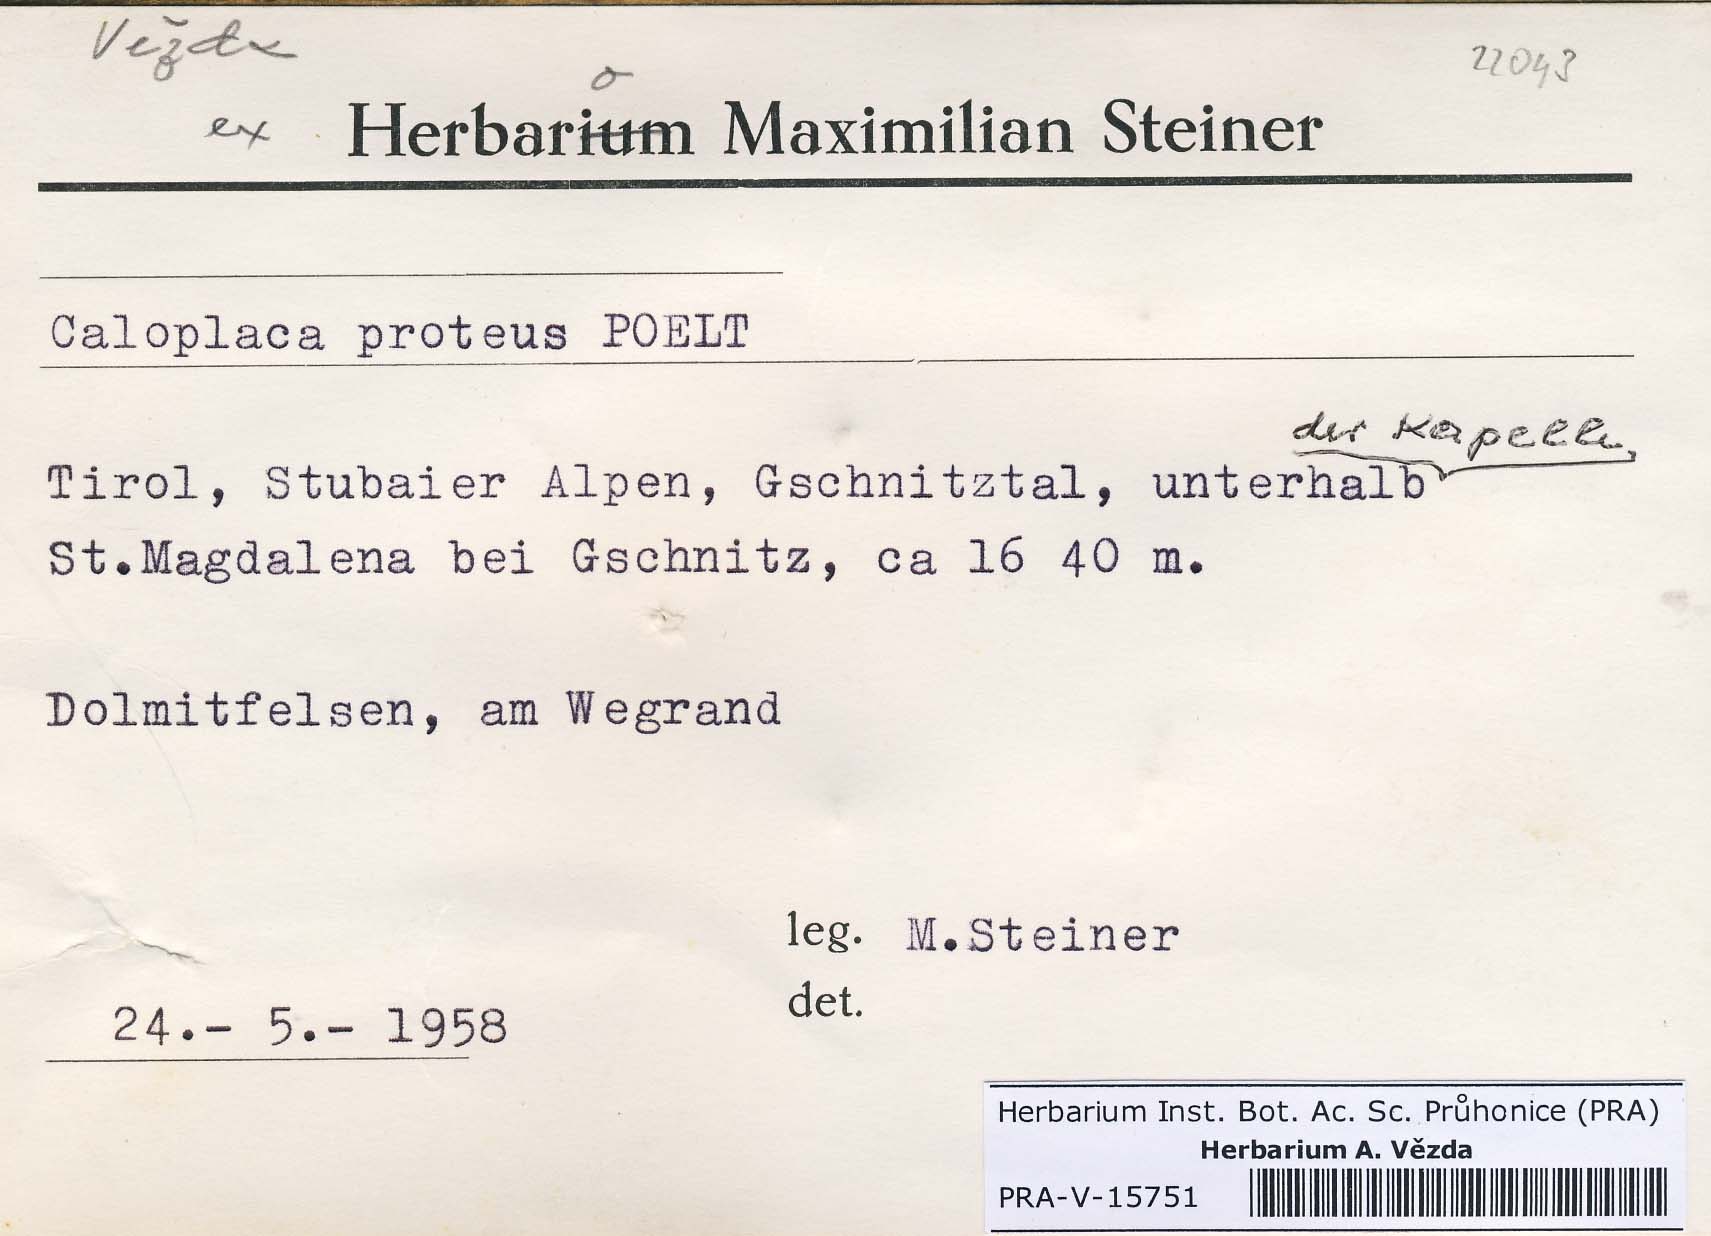 Vězda
22043
ex Herbarium o Maximilian Steiner
Caloplaca proteus POELT
der Kapelle
Tirol, Stubaier Alpen, Gschnitztal, unterhalb
St.Magdalena bei Gschnitz, ca 16 40 m.
Dolmitfelsen, am Wegrand
leg. M.Steiner
det.
24.- 5.- 1958
Herbarium Inst. Bot. Ac. Sc. Průhonice (PRA)
Herbarium A. Vězda
PRA-V-15751